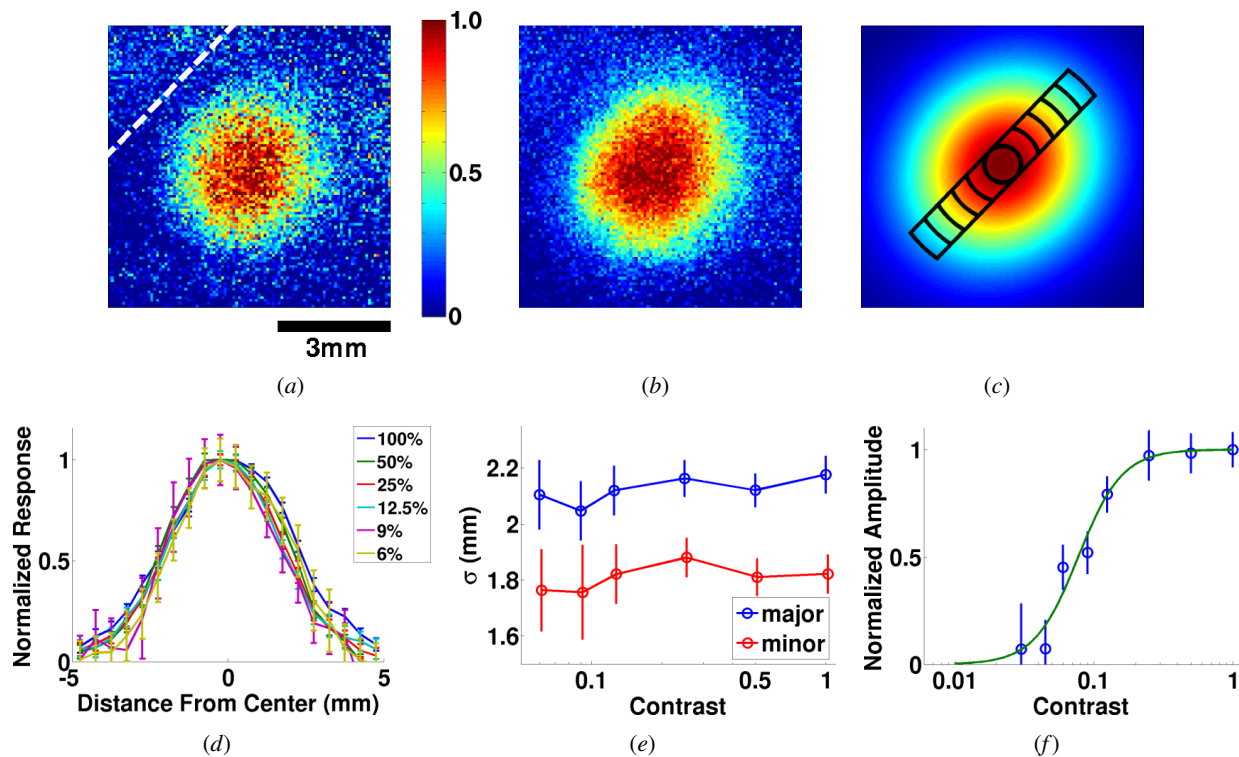 1.0
0.5
0
3mm
(a)
(b)
(c)
Normalized Response
1
0.5
0
-5
0
5
Distance From Center (mm)
100%
50%
25%
12.5%
9%
6%
(d)
σ (mm)
2.2
2
1.8
1.6
0.1
0.5
1
Contrast
major
minor
(e)
Normalized Amplitude
1
0.5
0
0.01
0.1
1
Contrast
(f)